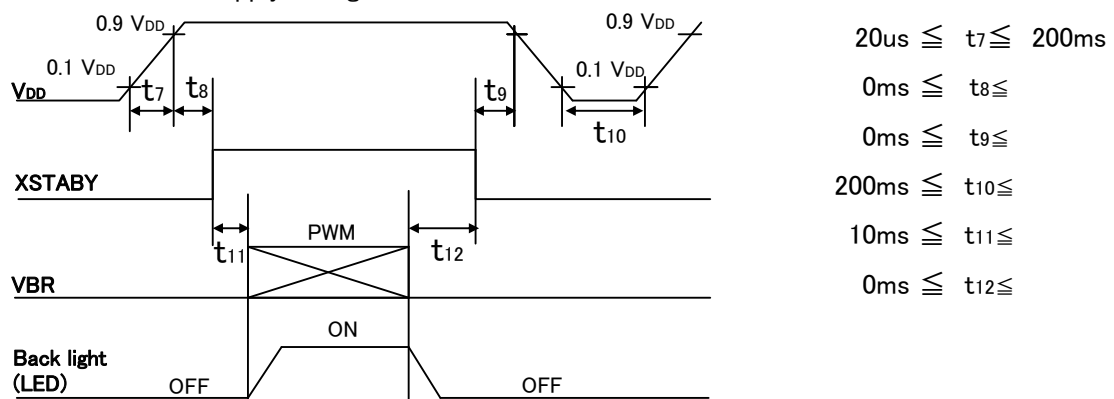 0.9 VDD
0.9 VDD
0.1 VDD
0.1 VDD
VDD
t7
t8
t9
t10
XSTABY
t11
PWM
t12
VBR
ON
Back light
(LED)
OFF
OFF
20us ≦ t7≦ 200ms
0ms ≦ t8≦
0ms ≦ t9≦
200ms ≦ t10≦
10ms ≦ t11≦
0ms ≦ t12≦